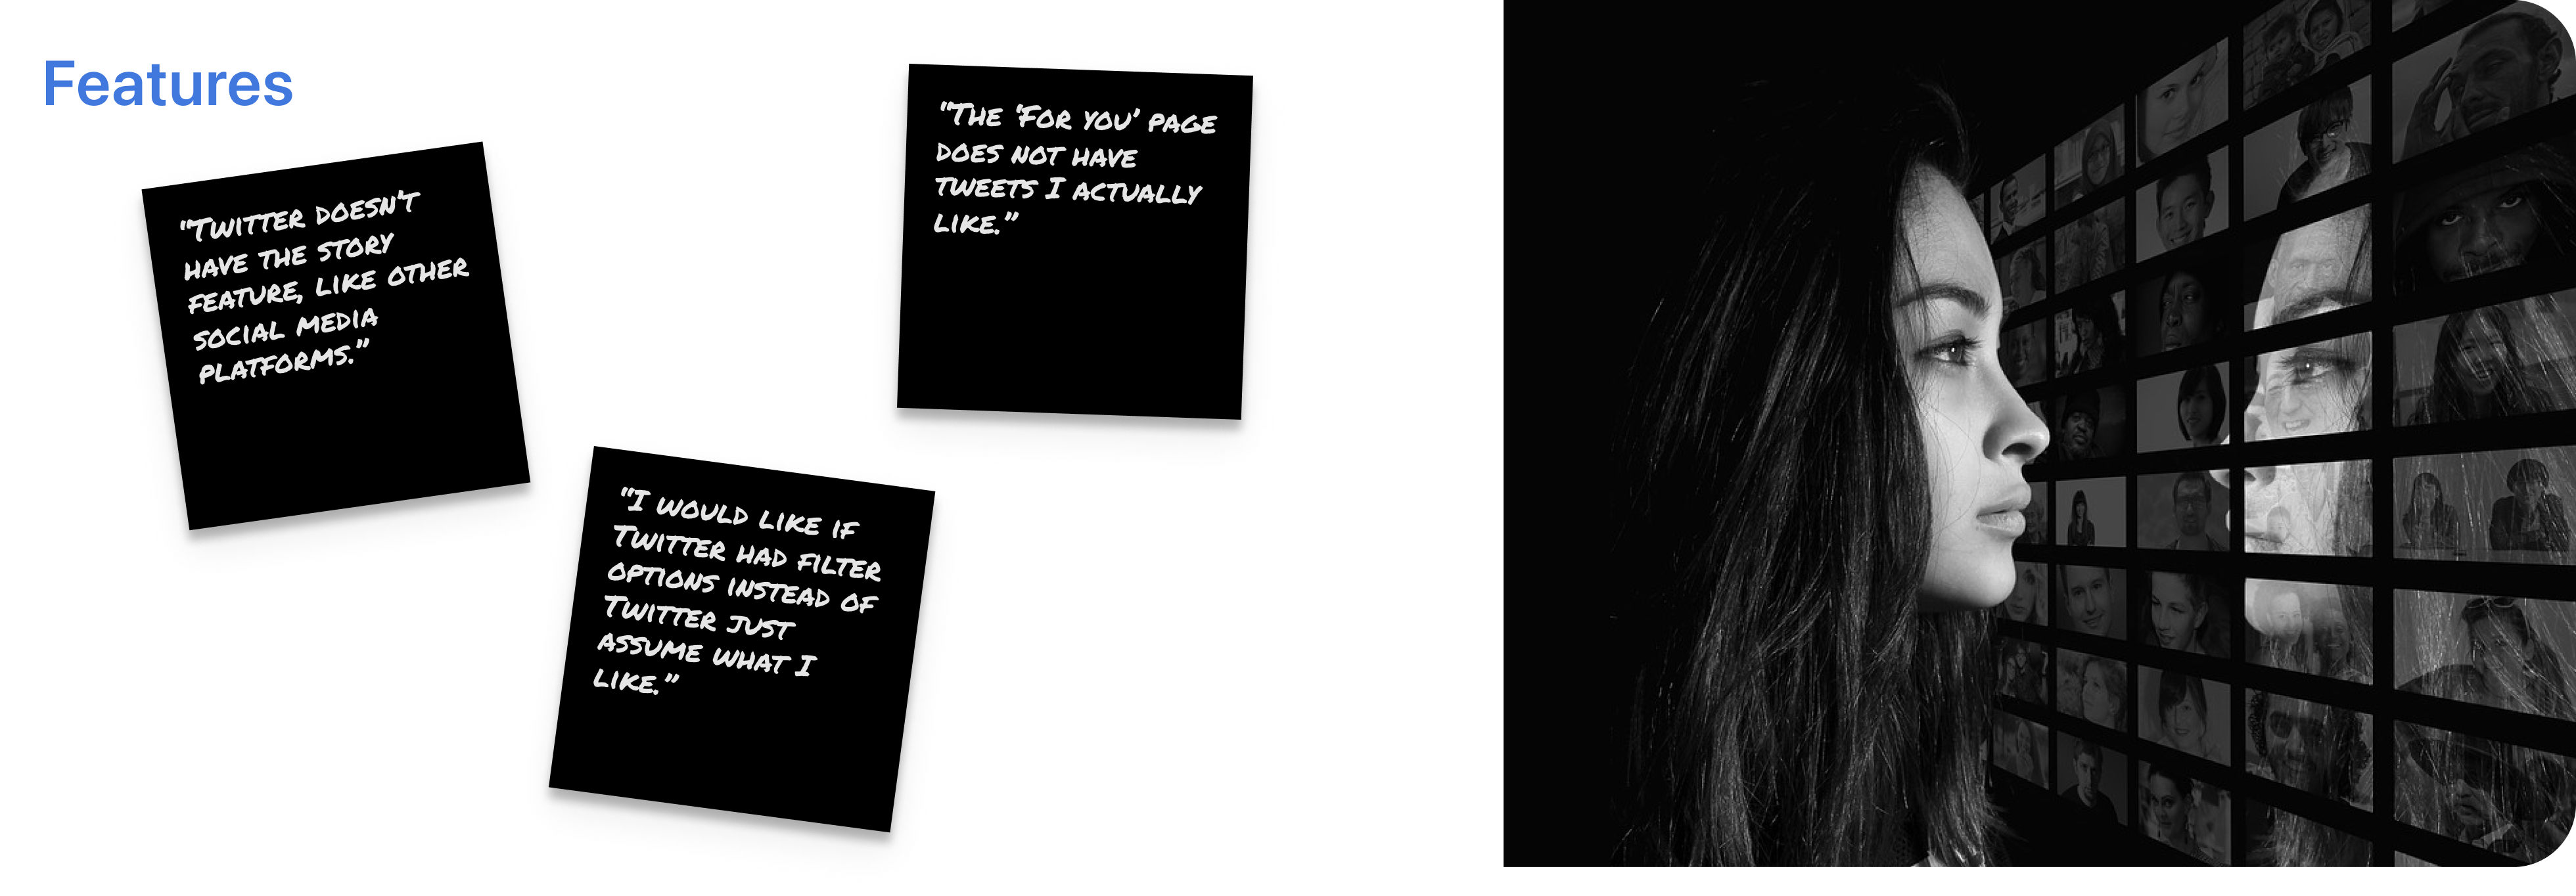 Features
"Twitter doesn't
have the story
feature, like other
social media
platforms."
"The 'For you' page
does not have
tweets I actually
like."
"I would like if
Twitter had filter
options instead of
Twitter just
assume what I
like."